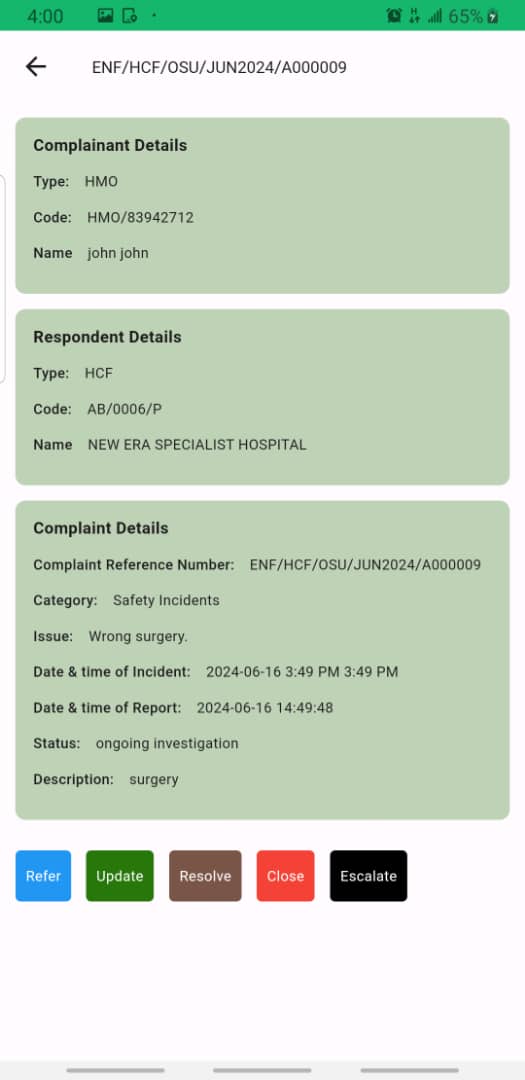 4:00
65%
ENF/HCF/OSU/JUN2024/A000009
Complainant Details
Type: HMO
Code: HMO/83942712
Name john john
Respondent Details
Type: HCF
Code: AB/0006/P
Name NEW ERA SPECIALIST HOSPITAL
Complaint Details
Complaint Reference Number: ENF/HCF/OSU/JUN2024/A000009
Category: Safety Incidents
Issue: Wrong surgery.
Date & time of Incident: 2024-06-16 3:49 PM 3:49 PM
Date & time of Report: 2024-06-16 14:49:48
Status: ongoing investigation
Description: surgery
Refer Update Resolve Close Escalate